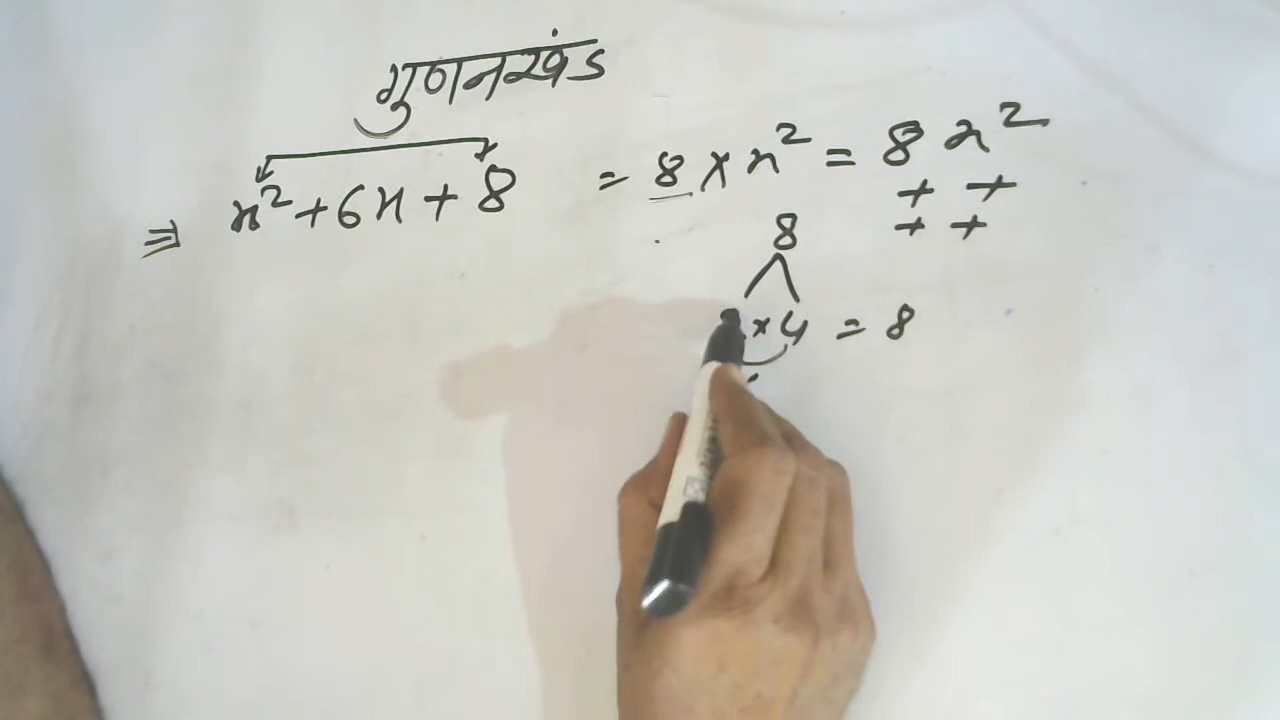 गुणनखंड
⇒ x²+6x+8 = 8×x² = 8x²
+ +
+ +
8
×4 = 8